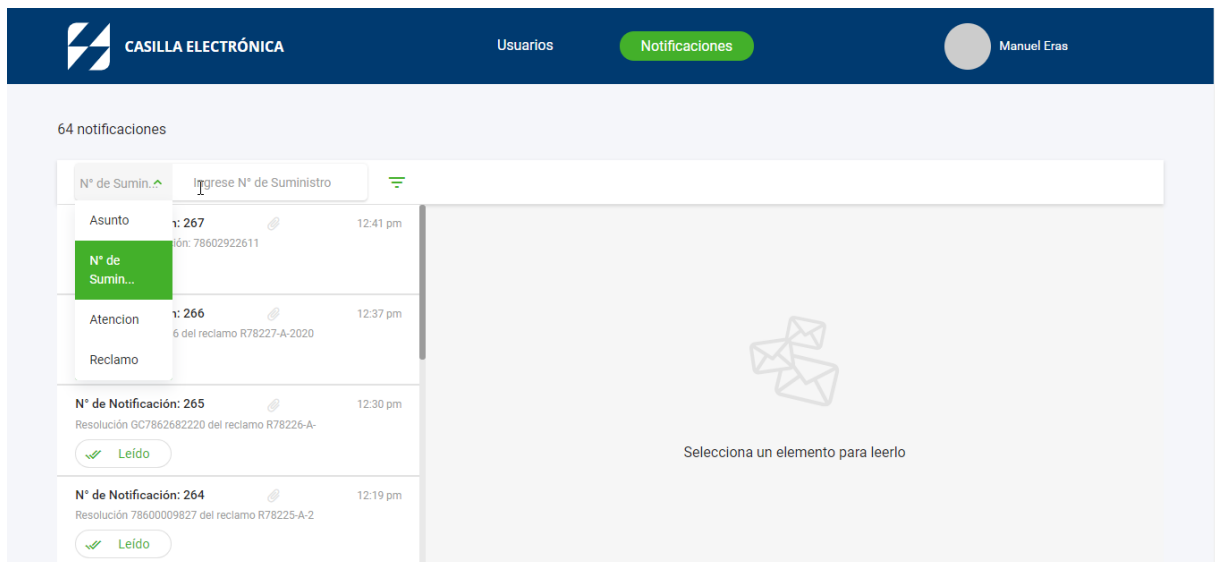 CASILLA ELECTRÓNICA
Usuarios
Notificaciones
Manuel Eras
64 notificaciones
N° de Sumin...
Ingrese N° de Suministro
Asunto
N° de
Sumin...
Atencion
Reclamo
n: 267
12:41 pm
ión: 78602922611
n: 266
12:37 pm
6 del reclamo R78227-A-2020
N° de Notificación: 265
12:30 pm
Resolución GC7862682220 del reclamo R78226-A-
Leído
N° de Notificación: 264
12:19 pm
Resolución 78600009827 del reclamo R78225-A-2
Leído
Selecciona un elemento para leerlo